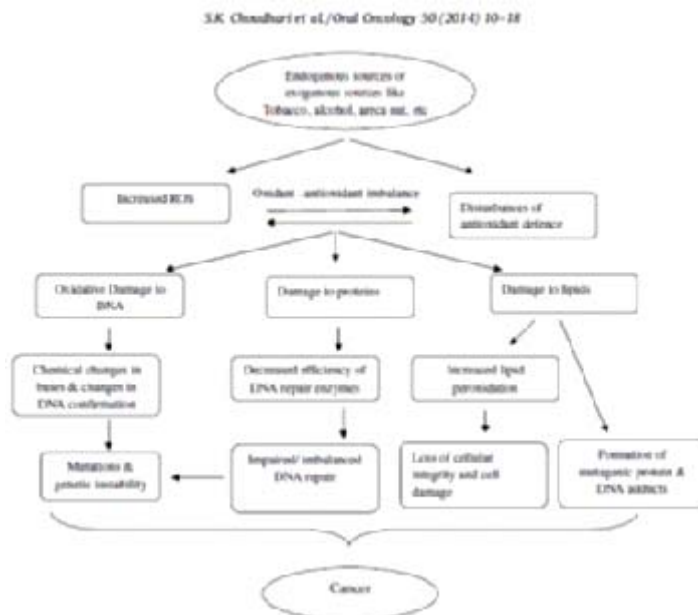 S.K. Choudhari et al./Oral Oncology 50 (2014) 10–18
Endogenous sources or
exogenous sources like
Tobacco, alcohol, areca nut, etc
Increased ROS
Oxidant -antioxidant imbalance
Disturbances of
antioxidant defence
Oxidative Damage to
DNA
Damage to proteins
Damage to lipids
Chemical changes in
bases & changes in
DNA confirmation
Decreased efficiency of
DNA repair enzymes
Increased lipid
peroxidation
Mutations &
genetic instability
Impaired/ imbalanced
DNA repair
Loss of cellular
integrity and cell
damage
Formation of
mutagenic protein &
DNA adducts
Cancer